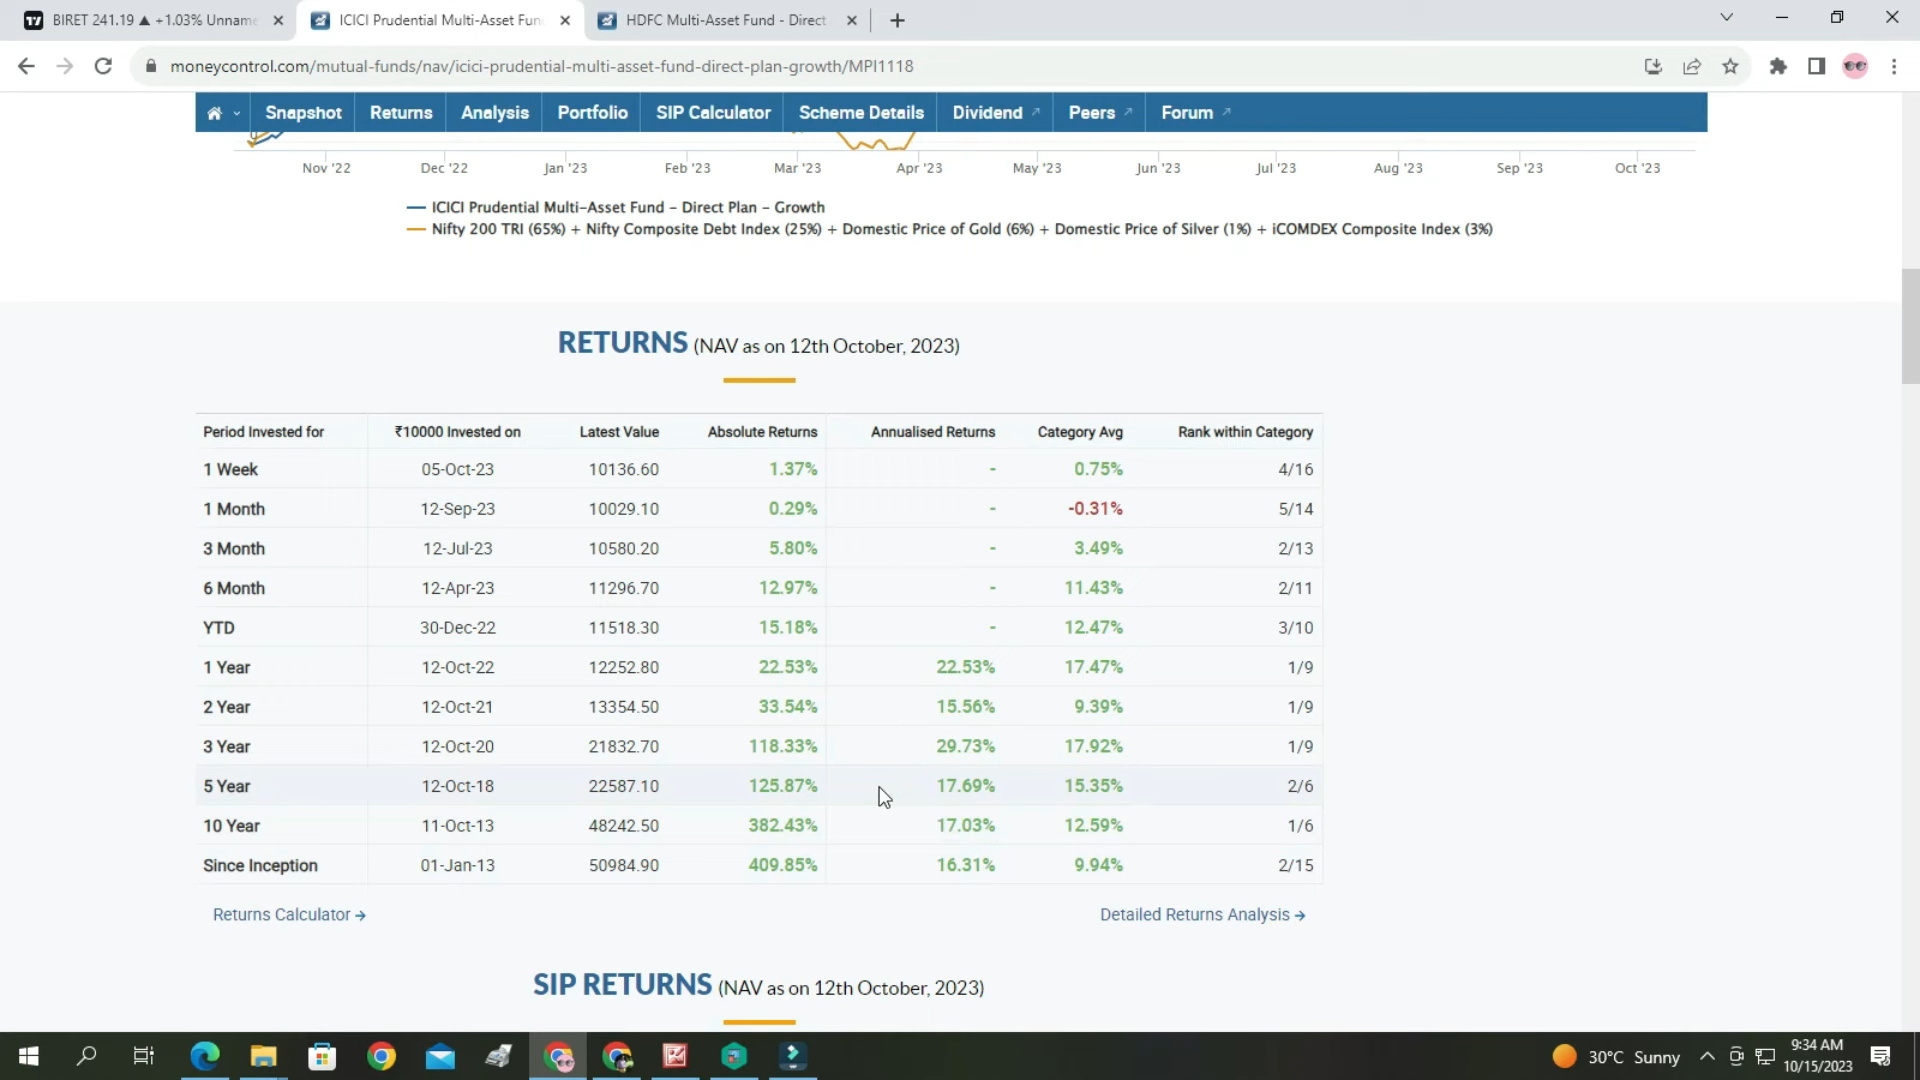 BIRET 241.19 ▲ +1.03% Unname
ICICI Prudential Multi-Asset Fun
HDFC Multi-Asset Fund - Direct
moneycontrol.com/mutual-funds/nav/icici-prudential-multi-asset-fund-direct-plan-growth/MPI1118
Snapshot Returns Analysis Portfolio SIP Calculator Scheme Details Dividend Peers Forum
Nov '22 Dec '22 Jan '23 Feb '23 Mar '23 Apr '23 May '23 Jun '23 Jul '23 Aug '23 Sep '23 Oct '23
ICICI Prudential Multi-Asset Fund - Direct Plan - Growth
Nifty 200 TRI (65%) + Nifty Composite Debt Index (25%) + Domestic Price of Gold (6%) + Domestic Price of Silver (1%) + iCOMDEX Composite Index (3%)
RETURNS (NAV as on 12th October, 2023)
Period Invested for ₹10000 Invested on Latest Value Absolute Returns Annualised Returns Category Avg Rank within Category
1 Week 05-Oct-23 10136.60 1.37% - 0.75% 4/16
1 Month 12-Sep-23 10029.10 0.29% - -0.31% 5/14
3 Month 12-Jul-23 10580.20 5.80% - 3.49% 2/13
6 Month 12-Apr-23 11296.70 12.97% - 11.43% 2/11
YTD 30-Dec-22 11518.30 15.18% - 12.47% 3/10
1 Year 12-Oct-22 12252.80 22.53% 22.53% 17.47% 1/9
2 Year 12-Oct-21 13354.50 33.54% 15.56% 9.39% 1/9
3 Year 12-Oct-20 21832.70 118.33% 29.73% 17.92% 1/9
5 Year 12-Oct-18 22587.10 125.87% 17.69% 15.35% 2/6
10 Year 11-Oct-13 48242.50 382.43% 17.03% 12.59% 1/6
Since Inception 01-Jan-13 50984.90 409.85% 16.31% 9.94% 2/15
Returns Calculator → Detailed Returns Analysis →
SIP RETURNS (NAV as on 12th October, 2023)
30°C Sunny
9:34 AM
10/15/2023